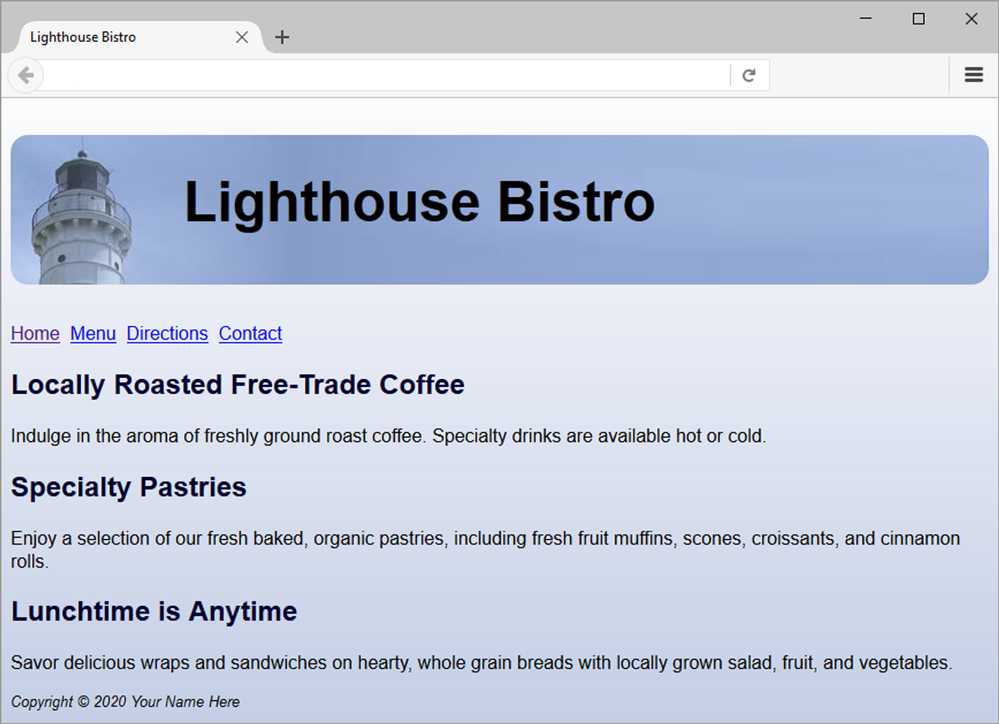 Lighthouse Bistro
Lighthouse Bistro
Home Menu Directions Contact
Locally Roasted Free-Trade Coffee
Indulge in the aroma of freshly ground roast coffee. Specialty drinks are available hot or cold.
Specialty Pastries
Enjoy a selection of our fresh baked, organic pastries, including fresh fruit muffins, scones, croissants, and cinnamon
rolls.
Lunchtime is Anytime
Savor delicious wraps and sandwiches on hearty, whole grain breads with locally grown salad, fruit, and vegetables.
Copyright © 2020 Your Name Here